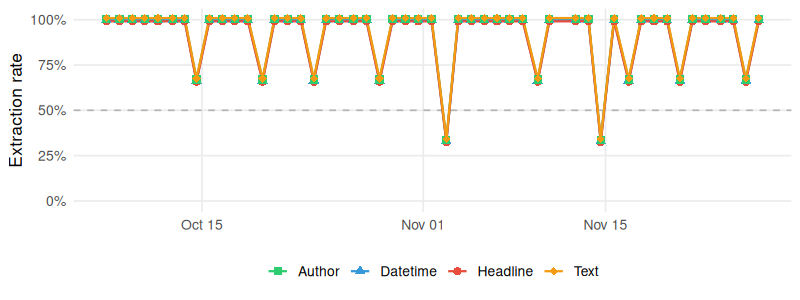 100%
75%
50%
25%
0%
Extraction rate
Oct 15 Nov 01 Nov 15
Author Datetime Headline Text